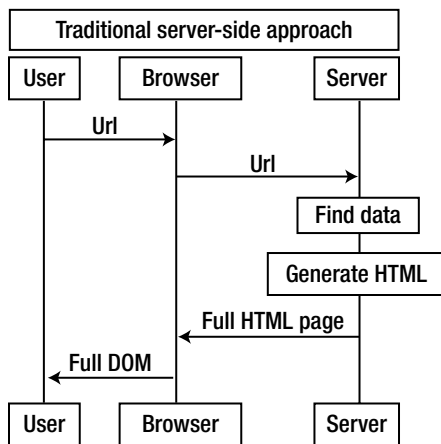 Traditional server-side approach
User
Browser
Server
Url
Url
Find data
Generate HTML
Full HTML page
Full DOM
User
Browser
Server